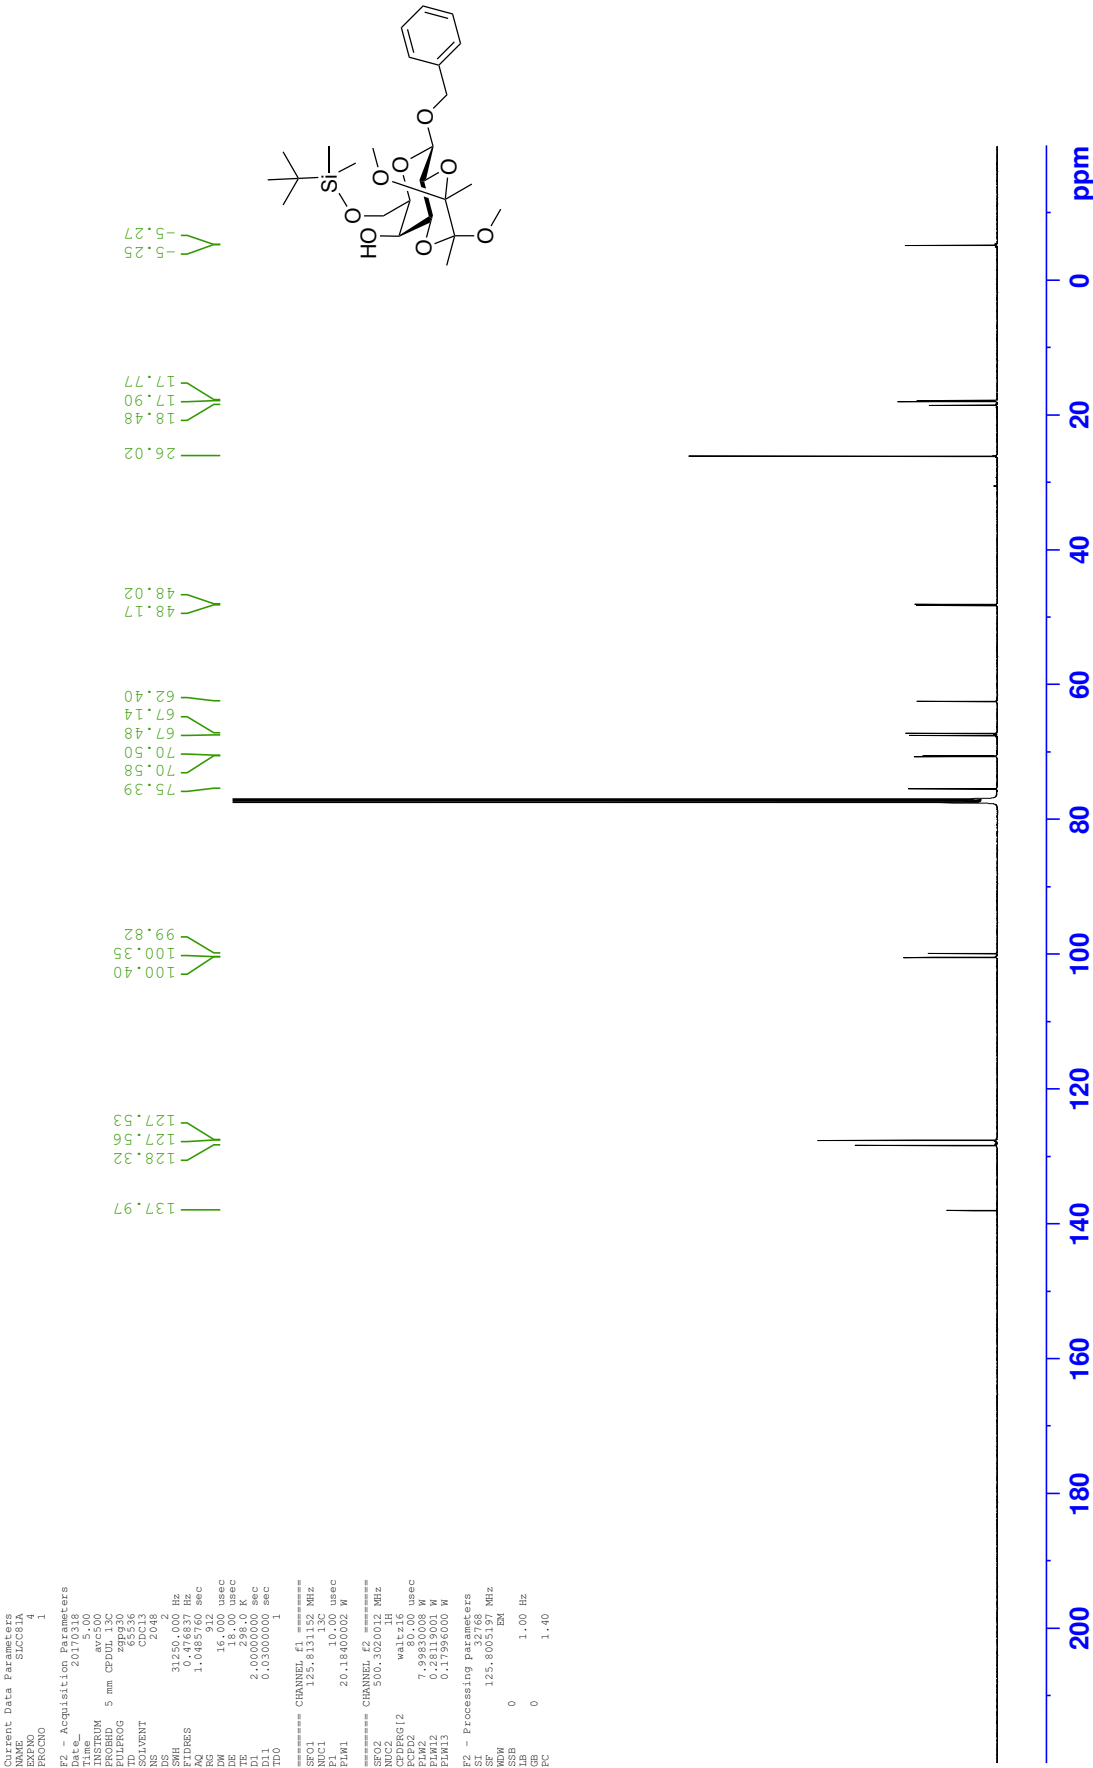 Current Data Parameters
NAME SLCC81A
EXPNO 4
PROCNO 1
F2 - Acquisition Parameters
Date_ 20170318
Time 5.00
INSTRUM avc500
PROBHD 5 mm CPDUL 13C
PULPROG zgpg30
TD 65536
SOLVENT CDCl3
NS 2048
DS 2
SWH 31250.000 Hz
FIDRES 0.476837 Hz
AQ 1.0485760 sec
RG 912
DW 16.000 usec
DE 18.00 usec
TE 298.0 K
D1 2.00000000 sec
D11 0.03000000 sec
TD0 1
======== CHANNEL f1 ========
SFO1 125.8131152 MHz
NUC1 13C
P1 10.00 usec
PLW1 20.18400002 W
======== CHANNEL f2 ========
SFO2 500.3020012 MHz
NUC2 1H
CPDPRG[2 waltz16
PCPD2 80.00 usec
PLW2 7.99830008 W
PLW12 0.28119001 W
PLW13 0.17996000 W
F2 - Processing parameters
SI 32768
SF 125.8005197 MHz
WDW EM
SSB 0
LB 1.00 Hz
GB 0
PC 1.40
137.97
128.32
127.56
127.53
100.40
100.35
99.82
75.39
70.58
70.50
67.48
67.14
62.40
48.17
48.02
26.02
18.48
17.90
17.77
-5.25
-5.27
Si
O
HO
O
O
O
O
O
O
200
180
160
140
120
100
80
60
40
20
0
ppm